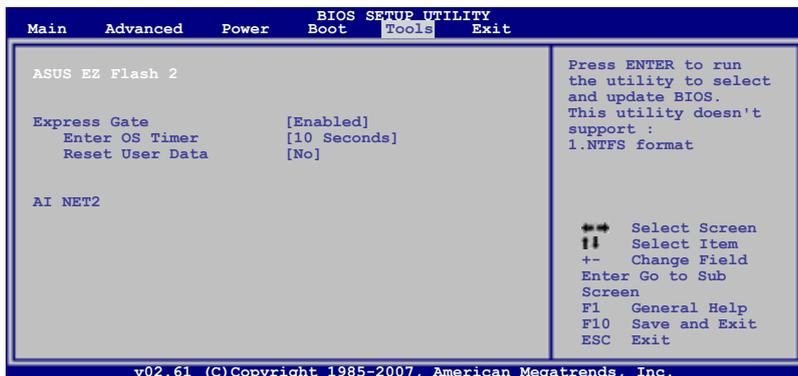 BIOS SETUP UTILITY
Main Advanced Power Boot Tools Exit
ASUS EZ Flash 2
Express Gate [Enabled]
Enter OS Timer [10 Seconds]
Reset User Data [No]
AI NET2
Press ENTER to run
the utility to select
and update BIOS.
This utility doesn't
support :
1.NTFS format
Select Screen
Select Item
+- Change Field
Enter Go to Sub
Screen
F1 General Help
F10 Save and Exit
ESC Exit
v02.61 (C)Copyright 1985-2007, American Megatrends, Inc.